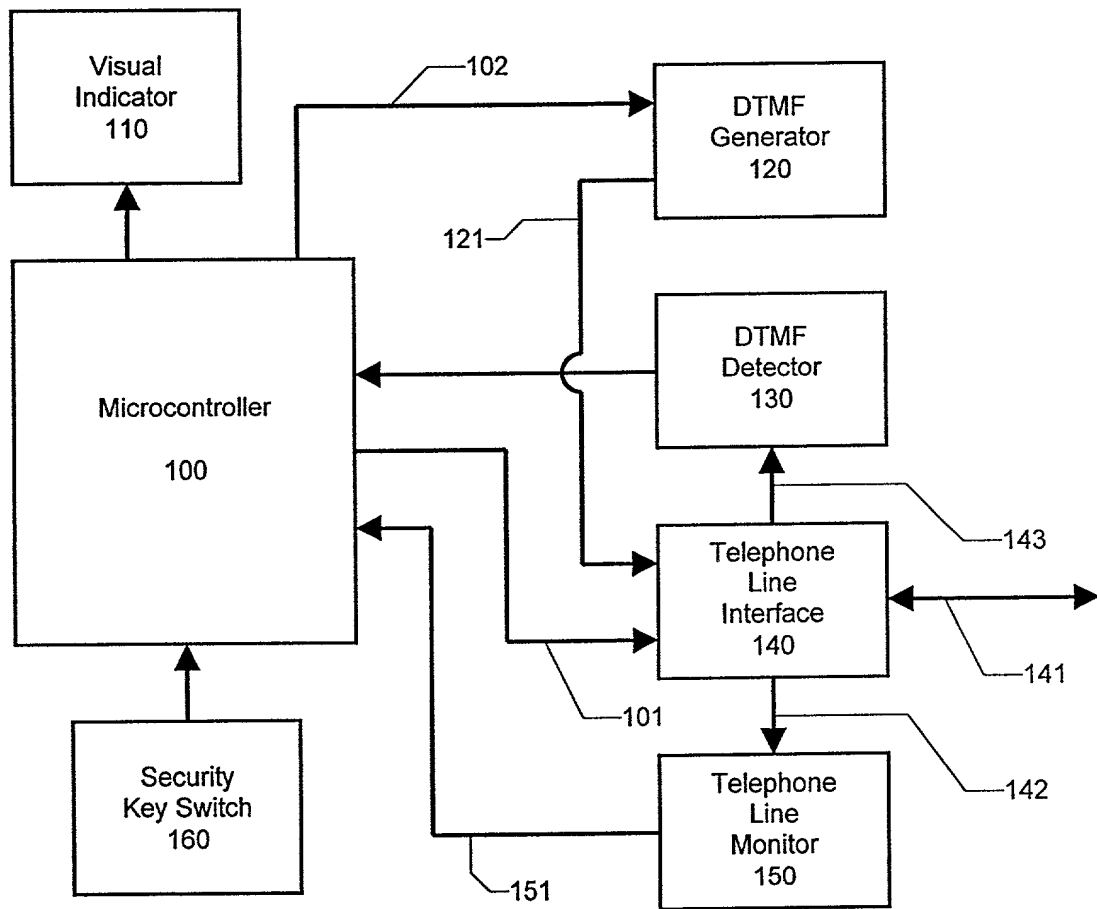 Visual
Indicator
110
102
DTMF
Generator
120
121
DTMF
Detector
130
Microcontroller
100
143
Telephone
Line
Interface
140
141
101
142
Security
Key Switch
160
Telephone
Line
Monitor
150
151